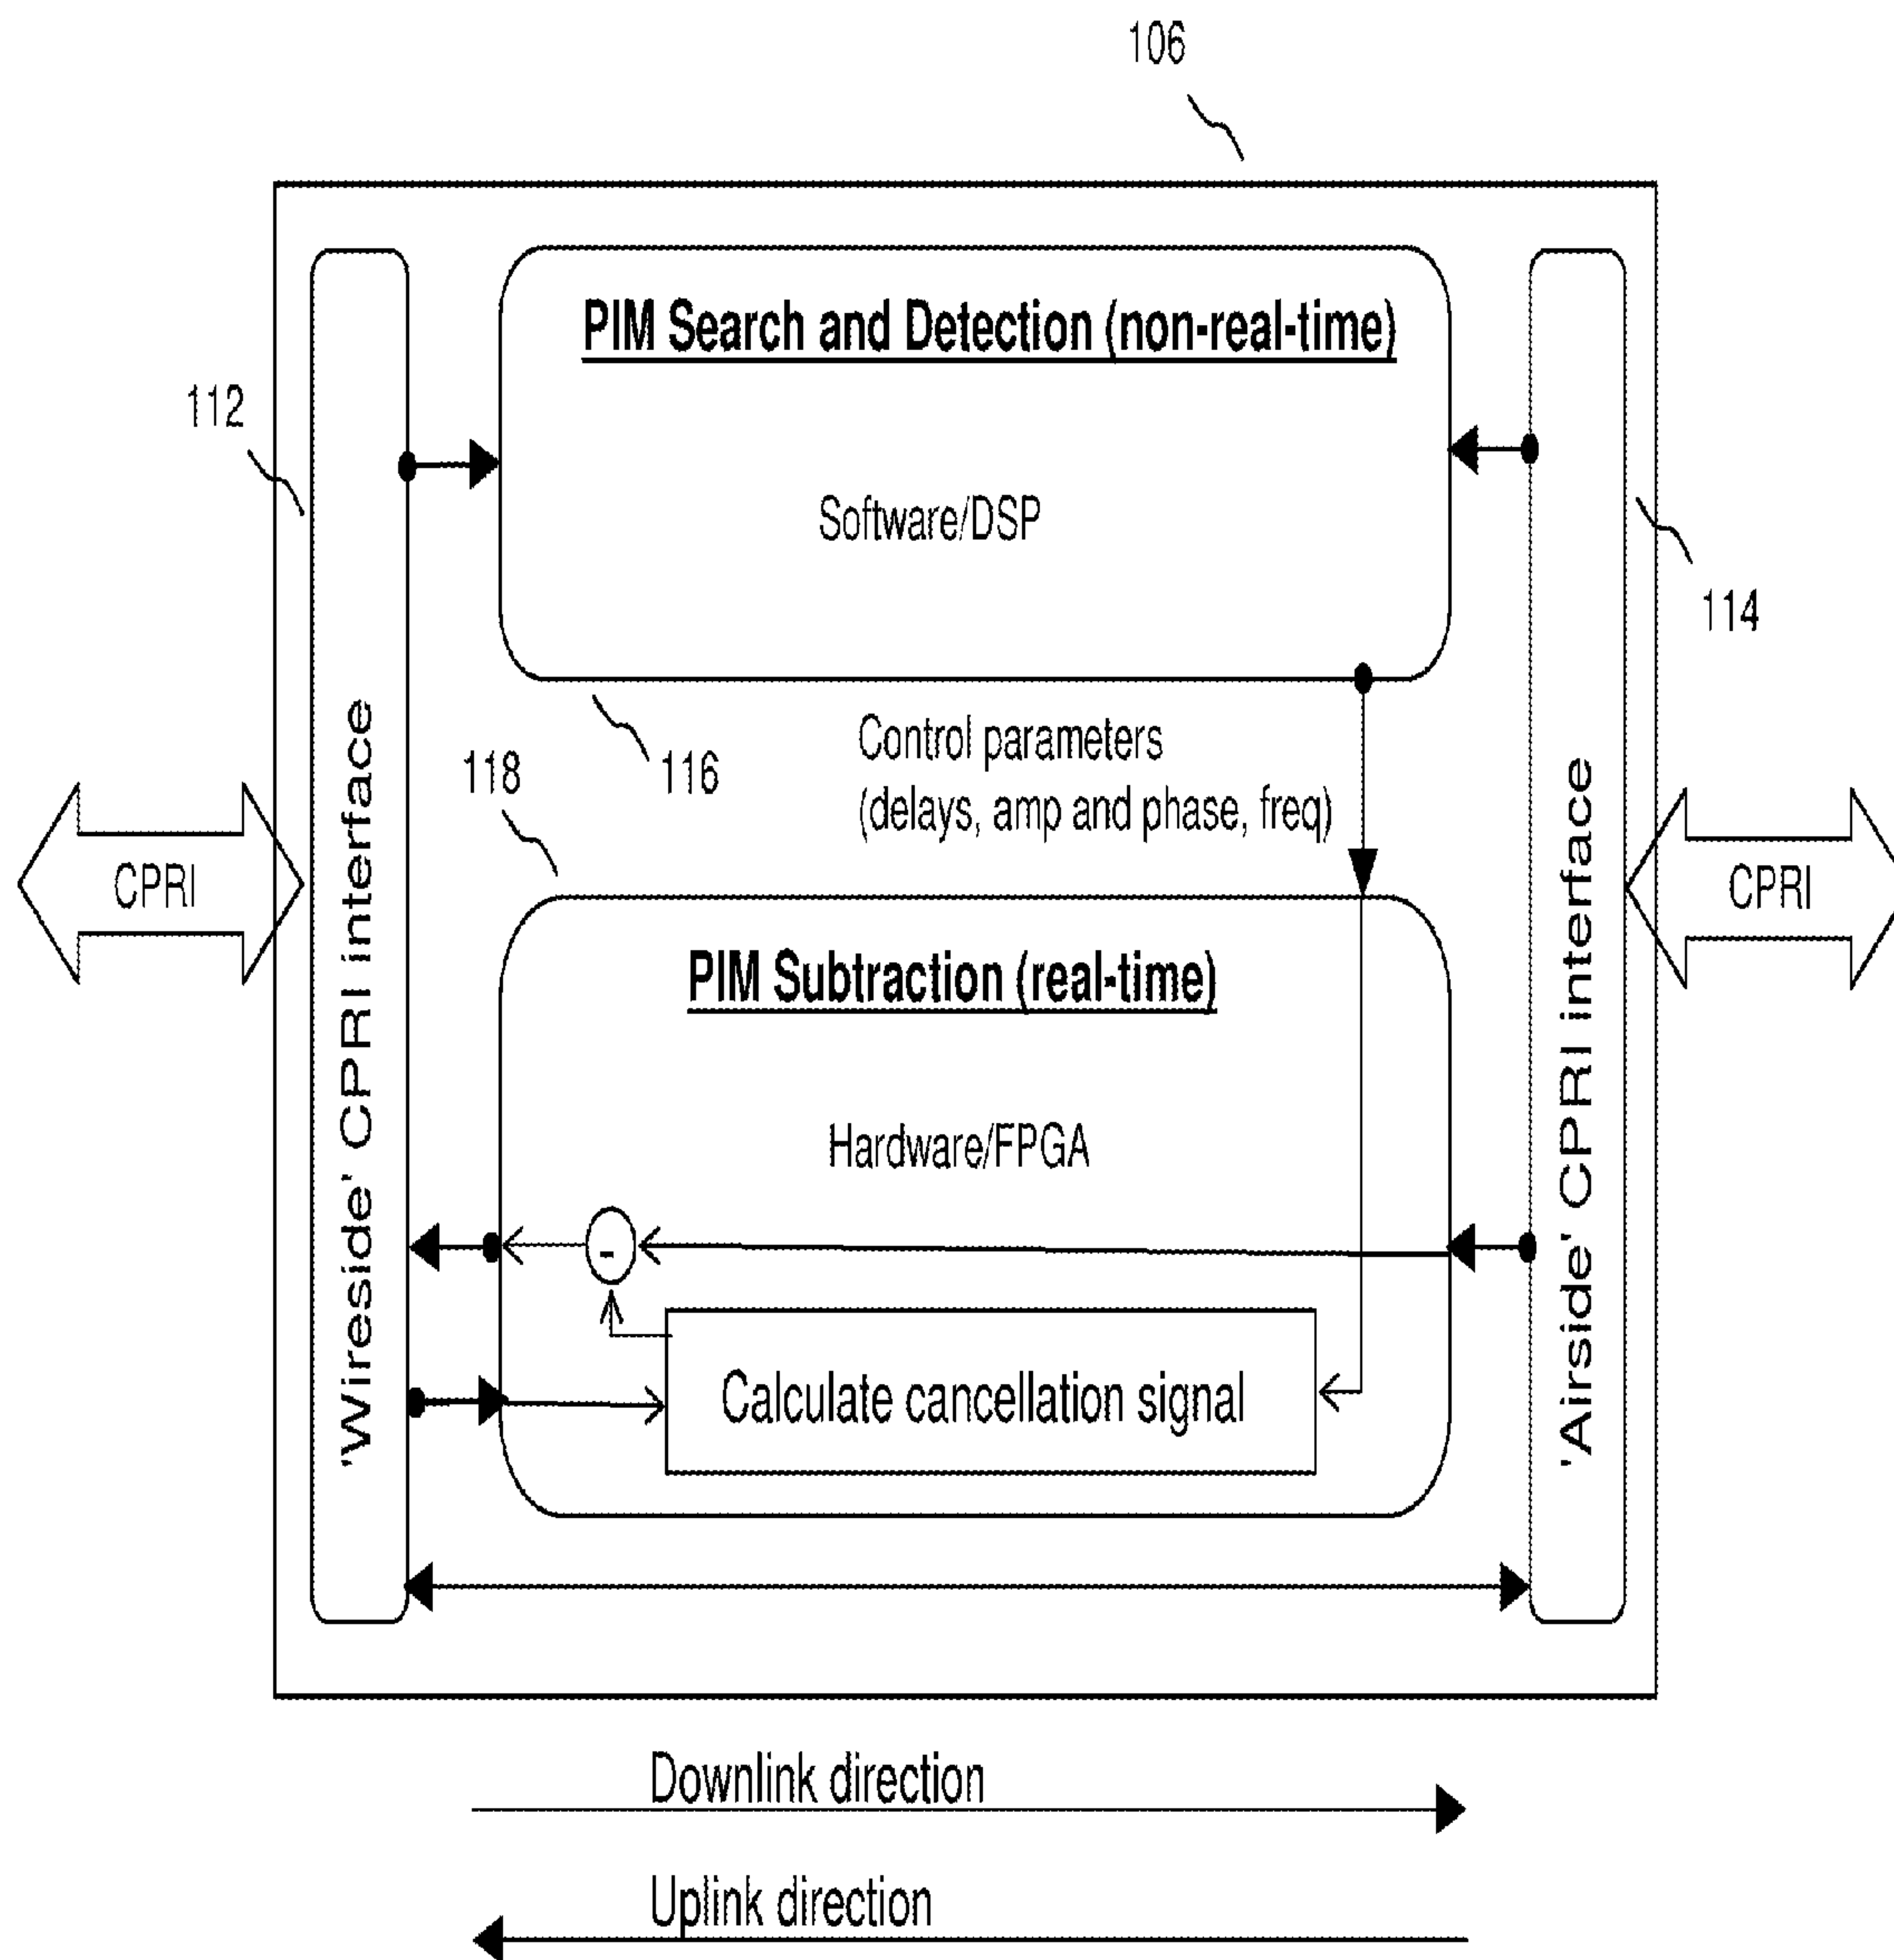 106
PIM Search and Detection (non-real-time)
112
Software/DSP
114
Control parameters
(delays, amp and phase, freq)
116
118
'Wireside' CPRI interface
'Airside' CPRI interface
CPRI
CPRI
PIM Subtraction (real-time)
Hardware/FPGA
-
Calculate cancellation signal
Downlink direction
Uplink direction